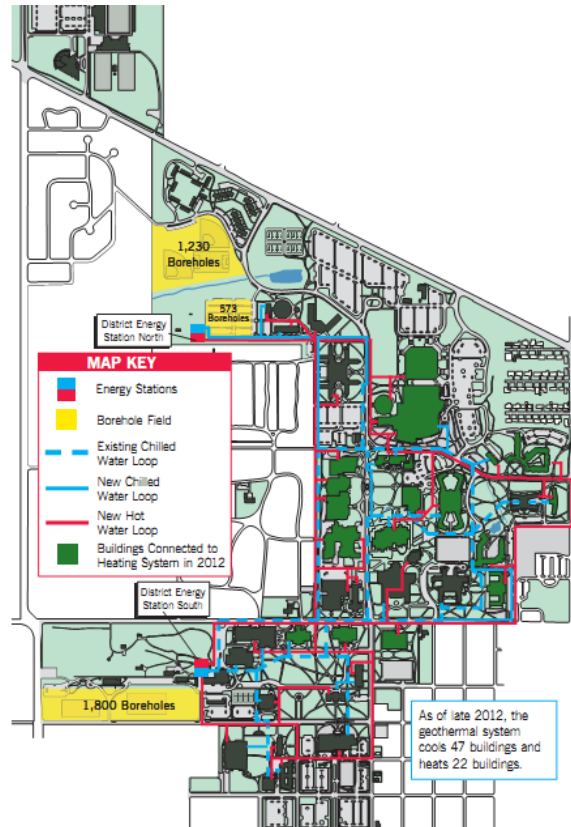 1,230
Boreholes
573
Boreholes
District Energy
Station North
MAP KEY
Energy Stations
Borehole Field
Existing Chilled
Water Loop
New Chilled
Water Loop
New Hot
Water Loop
Buildings Connected to
Heating System in 2012
District Energy
Station South
1,800 Boreholes
As of late 2012, the
geothermal system
cools 47 buildings and
heats 22 buildings.